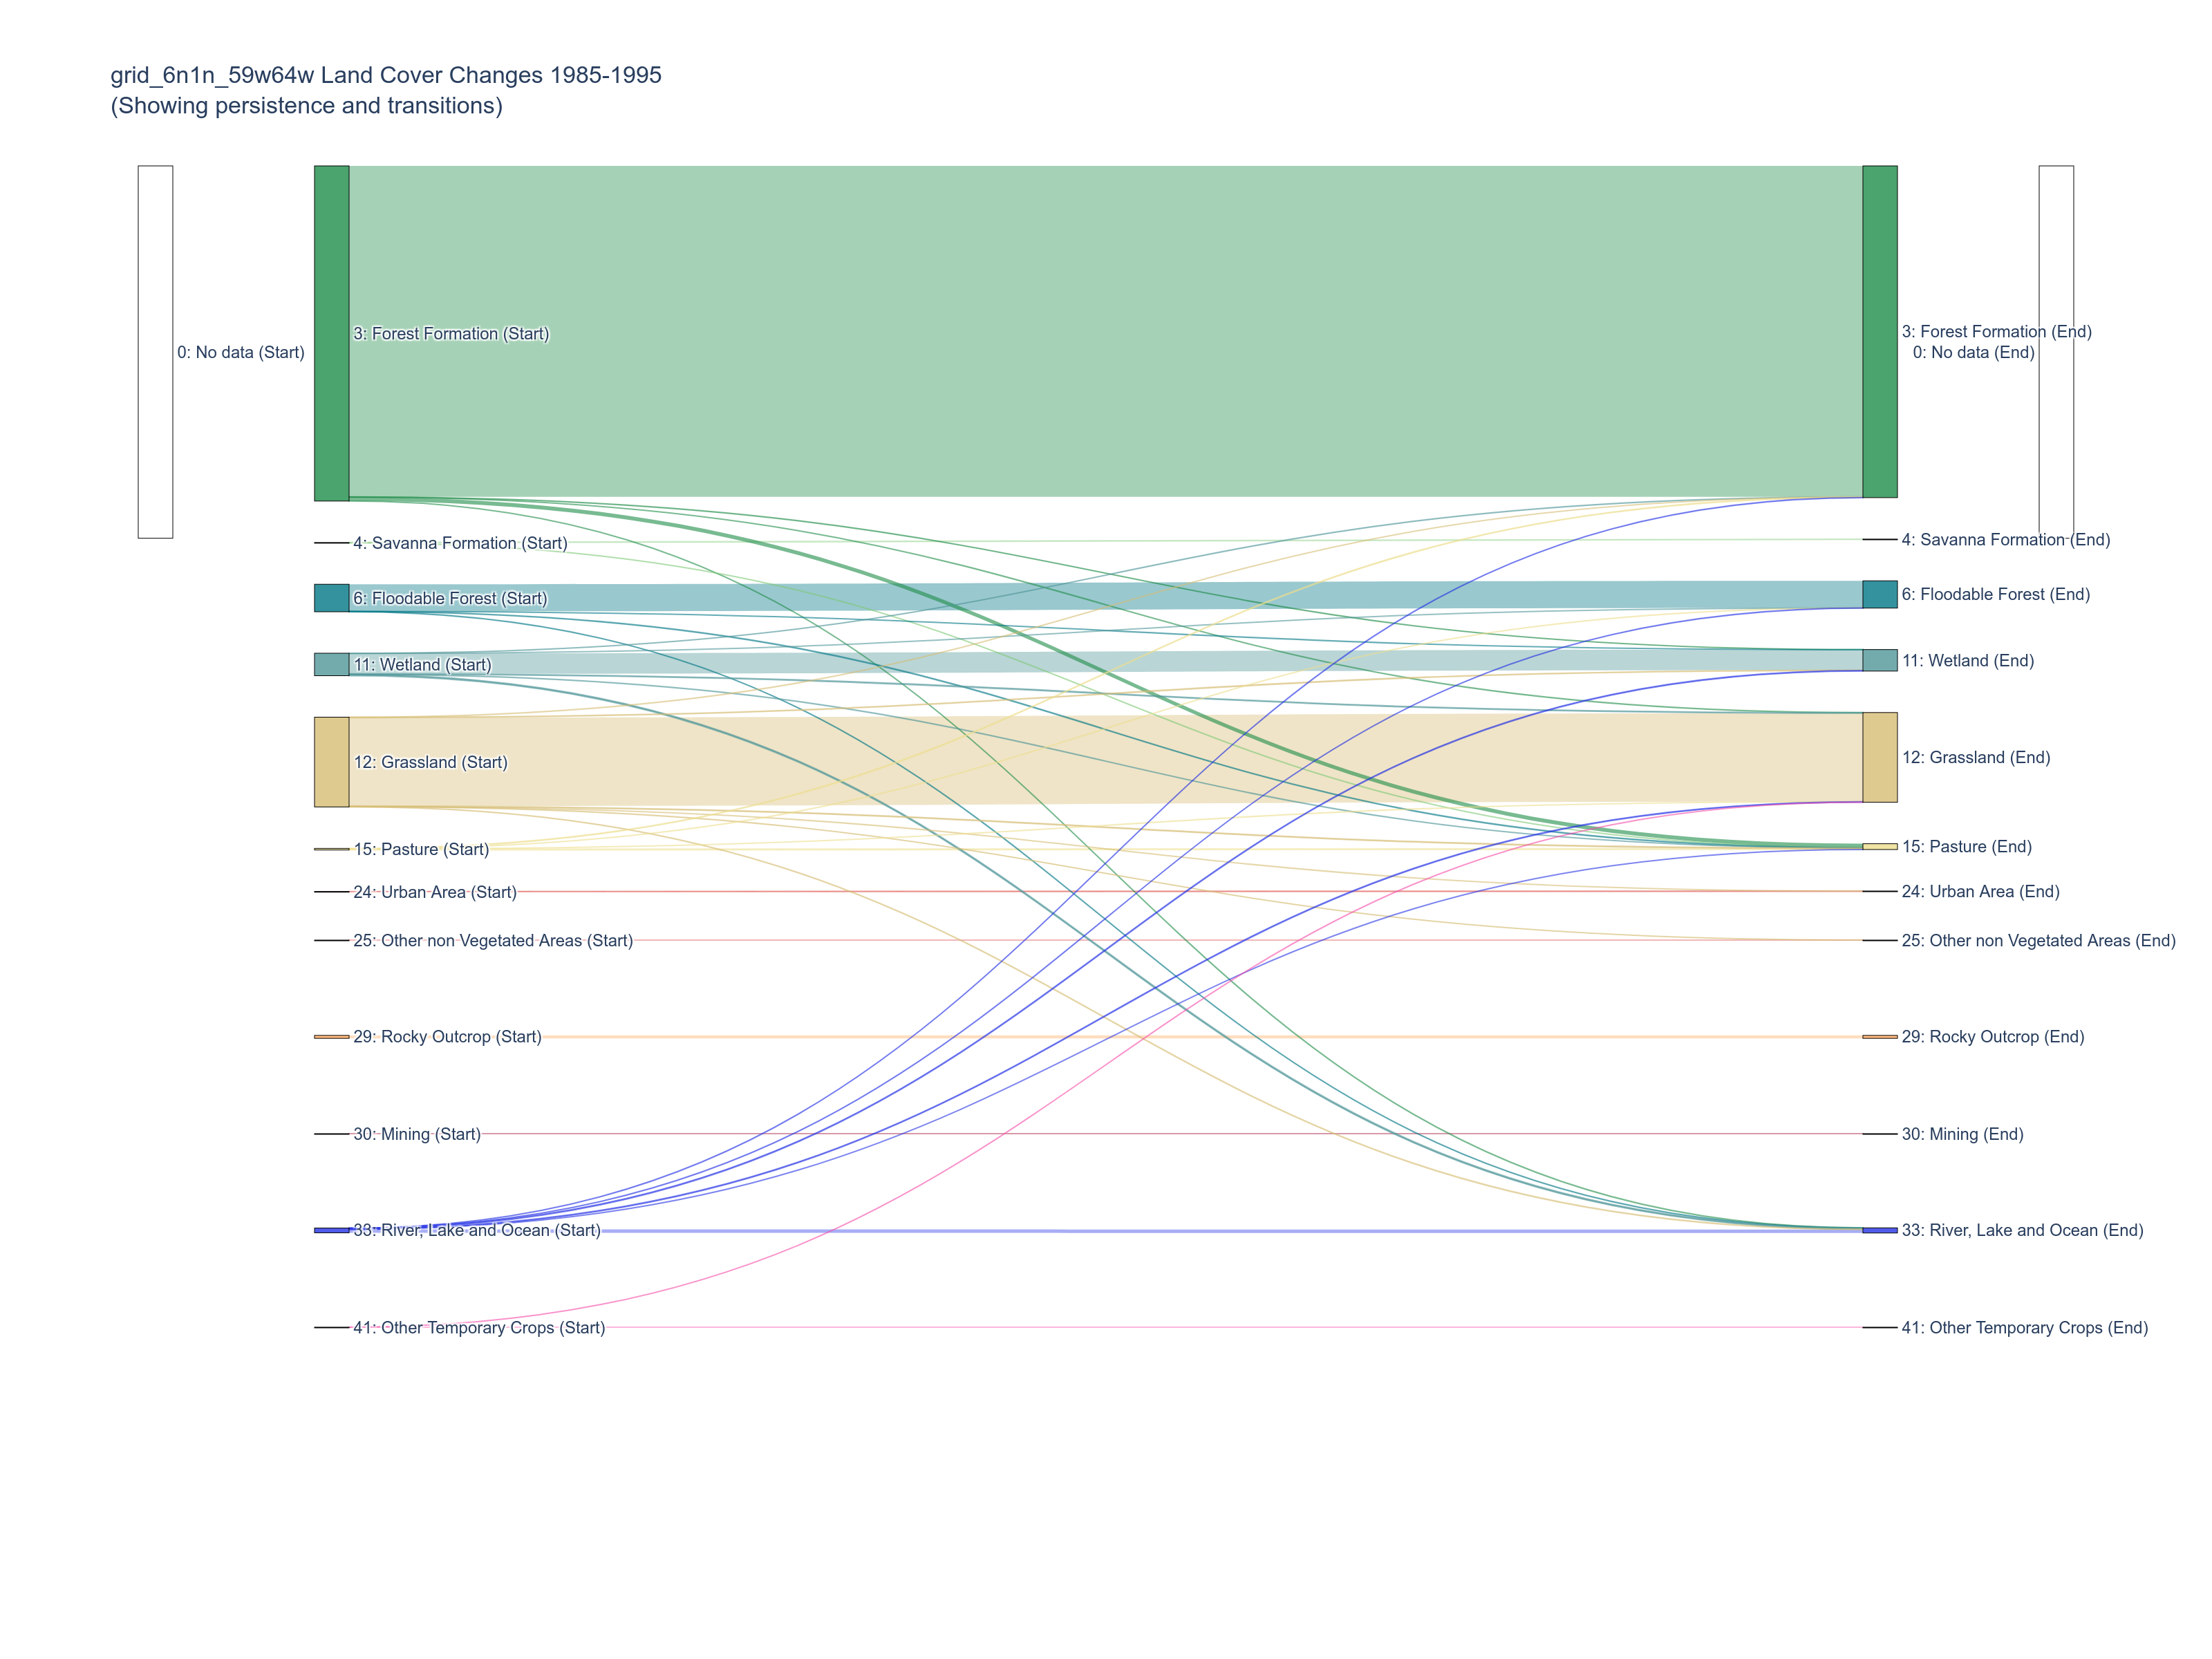 grid_6n1n_59w64w Land Cover Changes 1985-1995
(Showing persistence and transitions)
0: No data (Start)
3: Forest Formation (Start)
4: Savanna Formation (Start)
6: Floodable Forest (Start)
11: Wetland (Start)
12: Grassland (Start)
15: Pasture (Start)
24: Urban Area (Start)
25: Other non Vegetated Areas (Start)
29: Rocky Outcrop (Start)
30: Mining (Start)
33: River, Lake and Ocean (Start)
41: Other Temporary Crops (Start)
3: Forest Formation (End)
0: No data (End)
4: Savanna Formation (End)
6: Floodable Forest (End)
11: Wetland (End)
12: Grassland (End)
15: Pasture (End)
24: Urban Area (End)
25: Other non Vegetated Areas (End)
29: Rocky Outcrop (End)
30: Mining (End)
33: River, Lake and Ocean (End)
41: Other Temporary Crops (End)